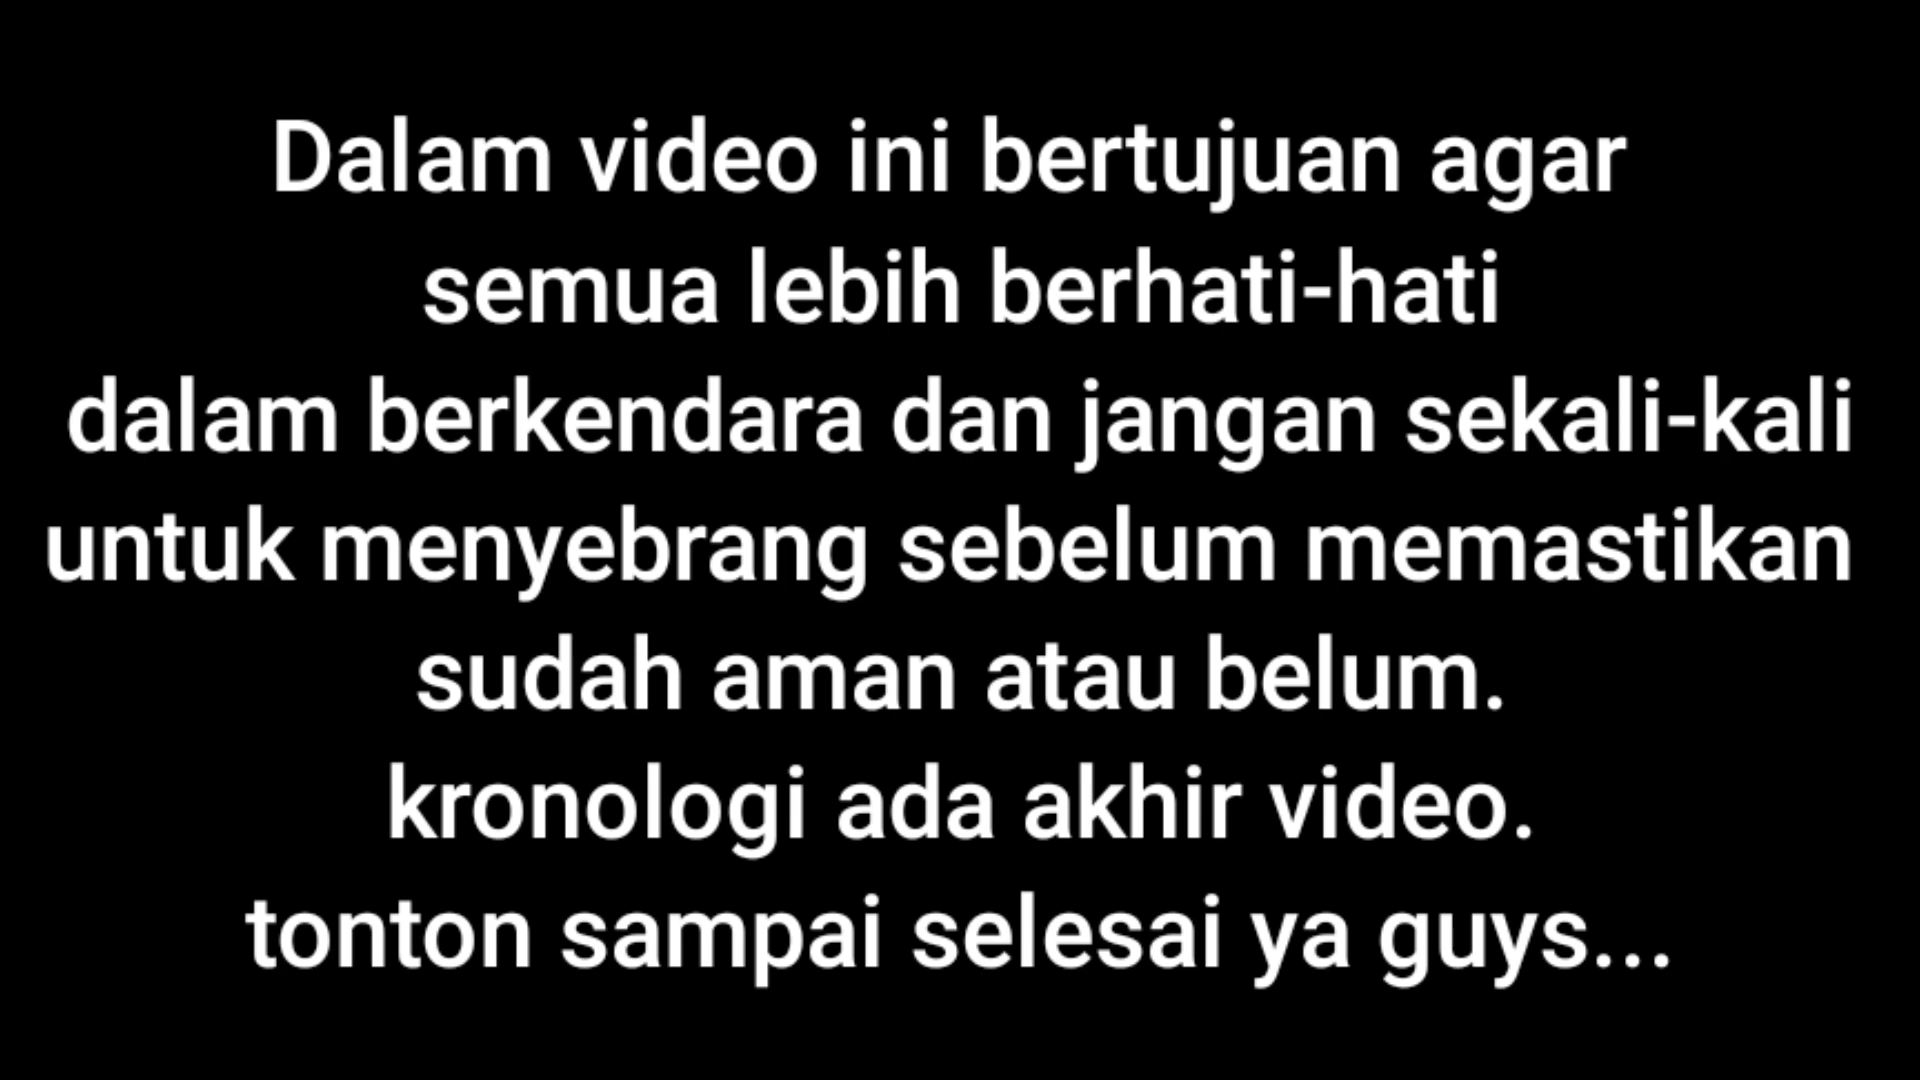 Dalam video ini bertujuan agar
semua lebih berhati-hati
dalam berkendara dan jangan sekali-kali
untuk menyebrang sebelum memastikan
sudah aman atau belum.
kronologi ada akhir video.
tonton sampai selesai ya guys...